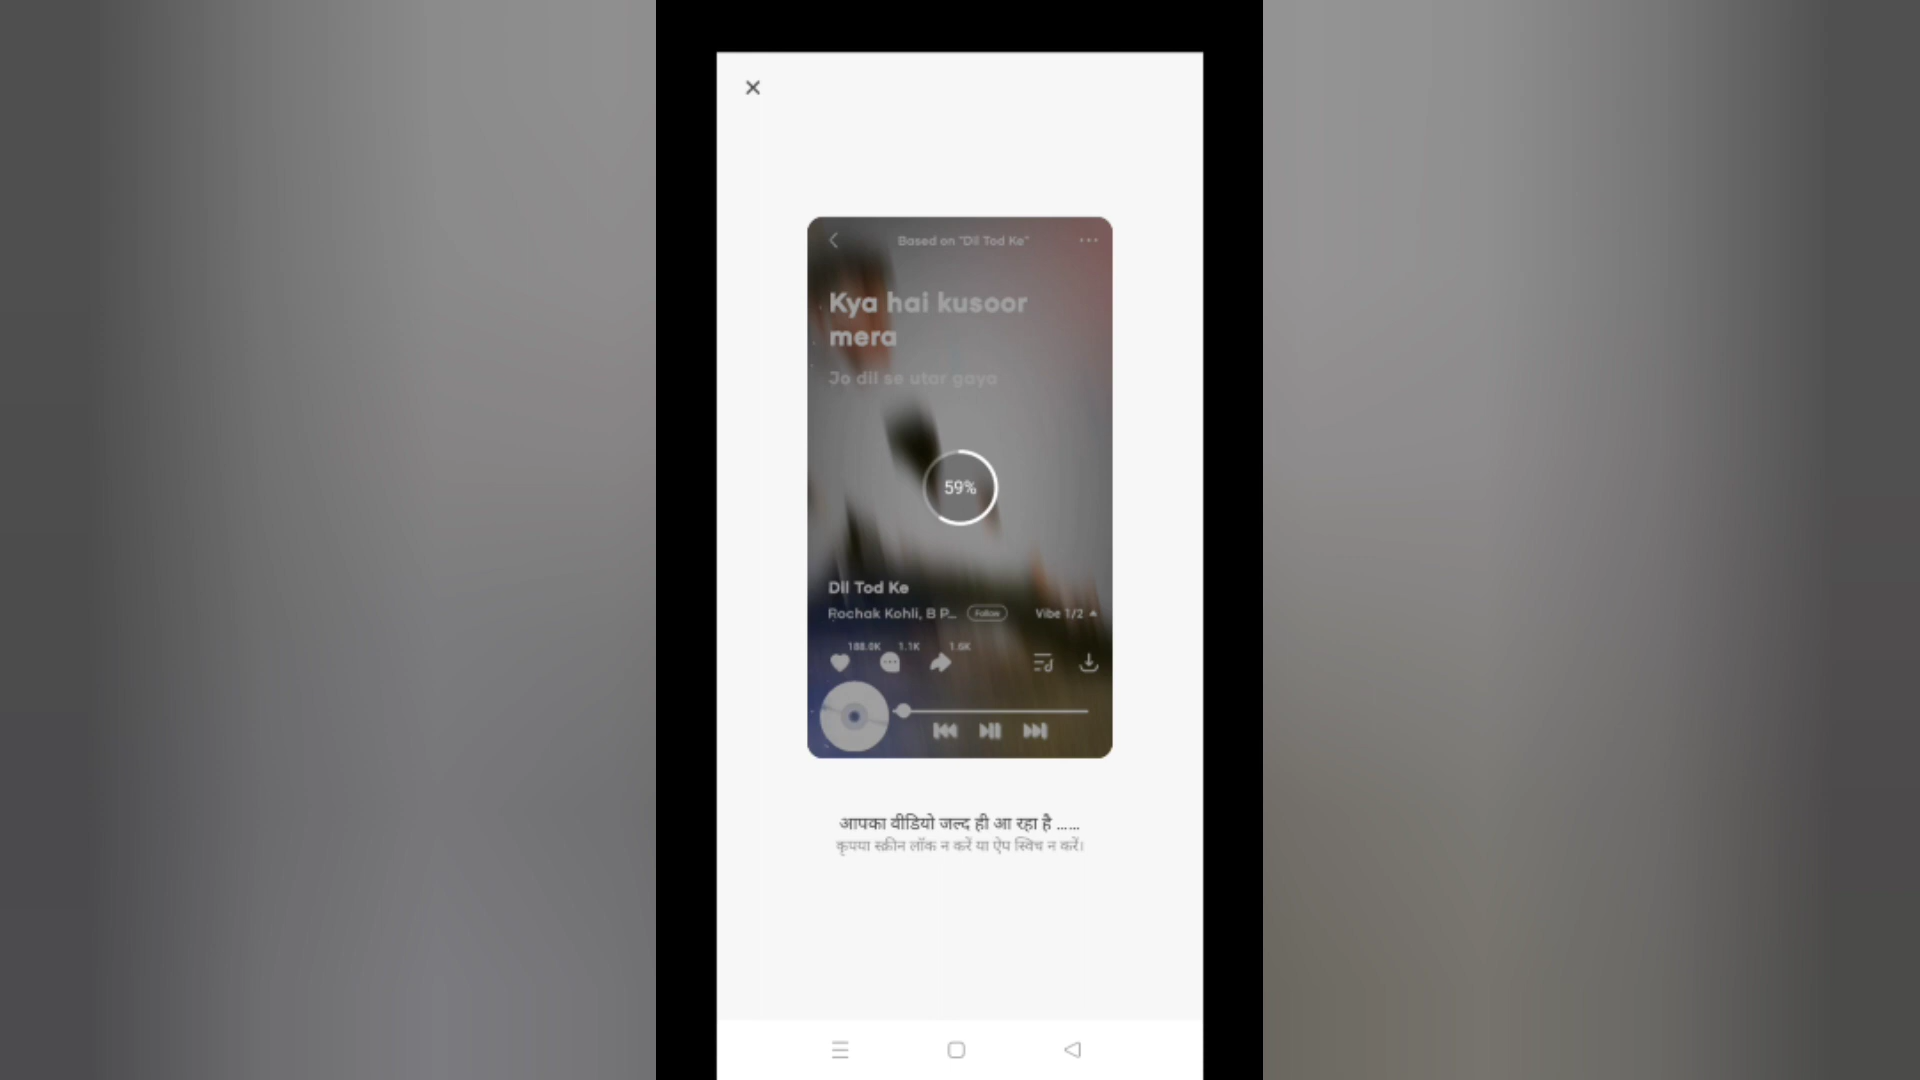 Based on "Dil Tod Ke"
Kya hai kusoor
mera
Jo dil se utar gaya
59%
Dil Tod Ke
Rochak Kohli, B P... Follow Vibe 1/2
188.0K 1.1K 1.6K
आपका वीडियो जल्द ही आ रहा है ......
कृपया स्क्रीन लॉक न करें या ऐप स्विच न करें।